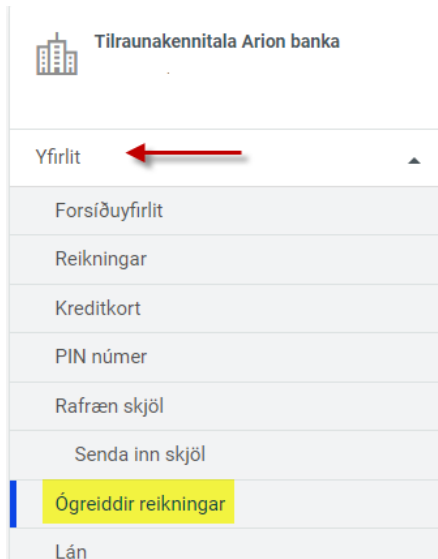 Tilraunakennitala Arion banka
Yfirlit
Forsíðuyfirlit
Reikningar
Kreditkort
PIN númer
Rafræn skjöl
Senda inn skjöl
Ógreiddir reikningar
Lán